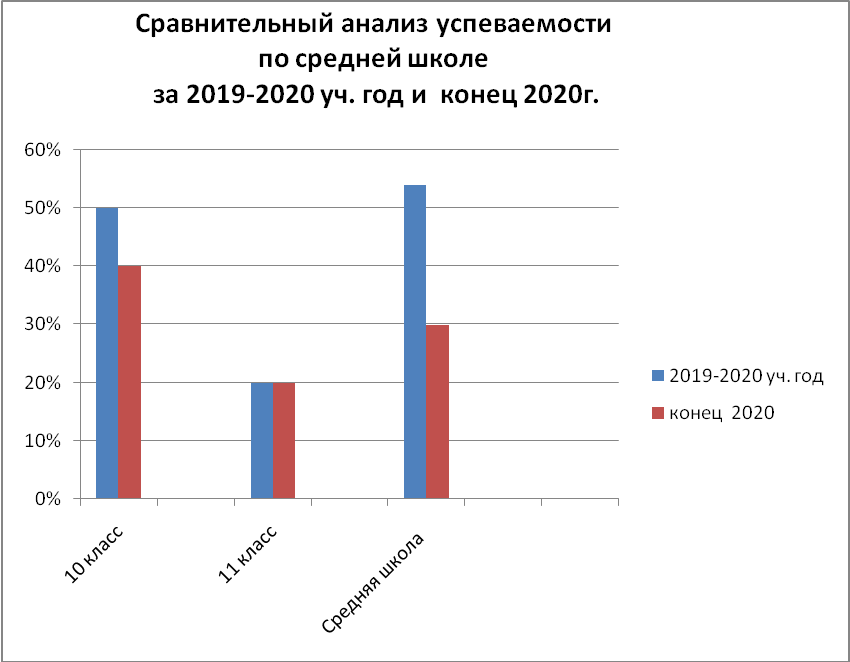 Сравнительный анализ успеваемости
по средней школе
за 2019-2020 уч. год и конец 2020г.
60%
50%
40%
30%
20%
10%
0%
10 класс
11 класс
Средняя школа
2019-2020 уч. год
конец 2020